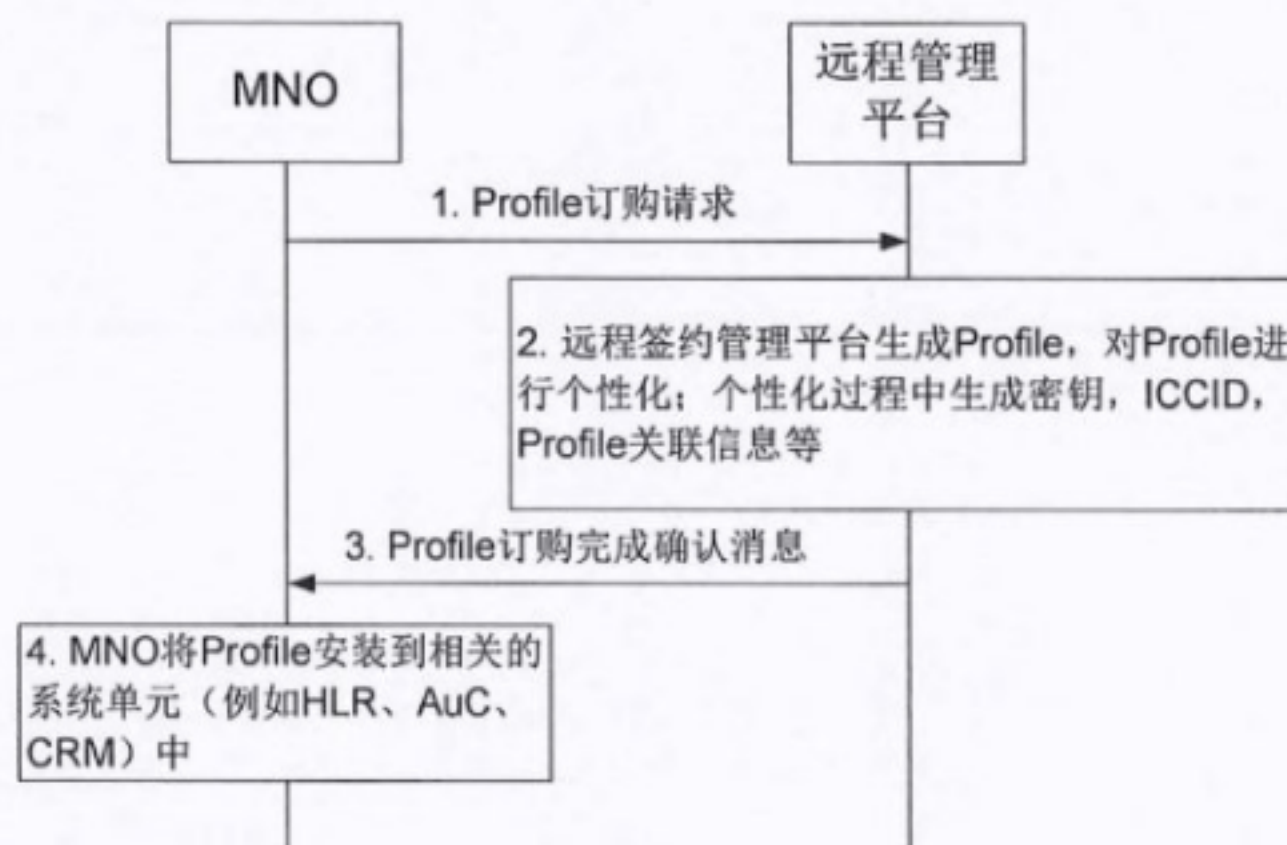 MNO
远程管理
平台
1. Profile订购请求
2. 远程签约管理平台生成Profile，对Profile进
行个性化；个性化过程中生成密钥，ICCID，
Profile关联信息等
3. Profile订购完成确认消息
4. MNO将Profile安装到相关的
系统单元（例如HLR、AuC、
CRM）中